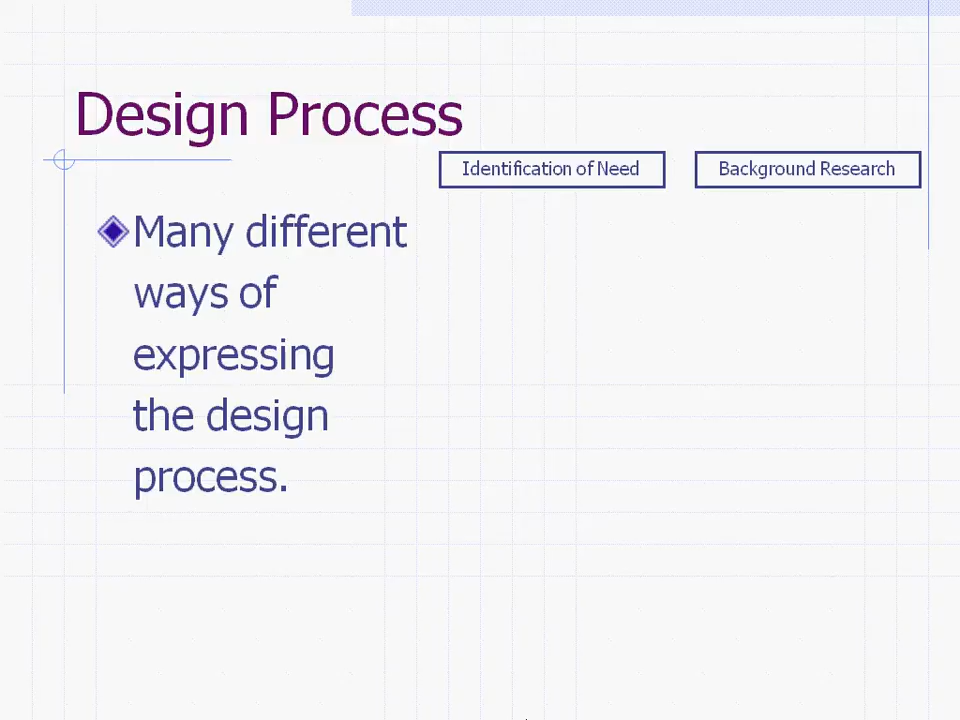 Design Process
Identification of Need
Background Research
Many different
ways of
expressing
the design
process.